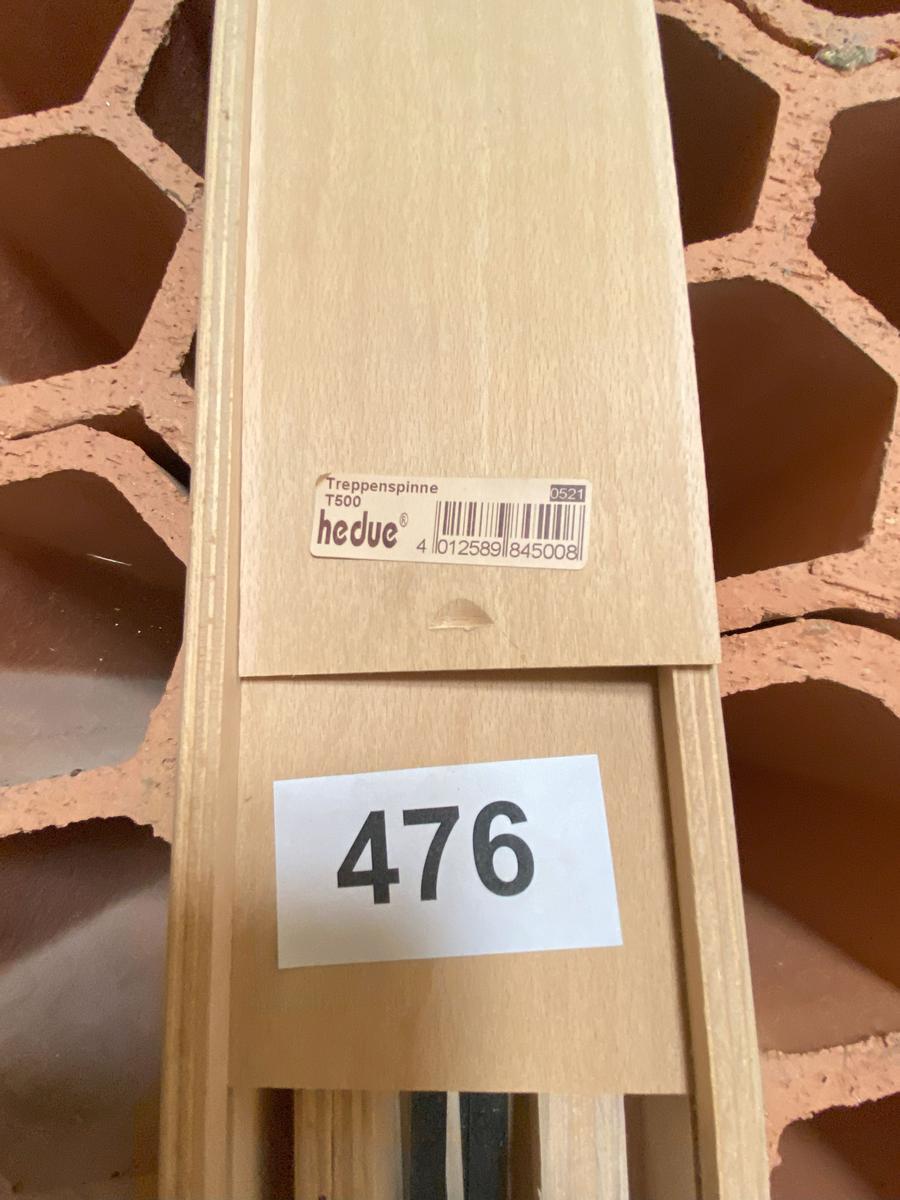 Treppenspinne
T500
0521
hedue®
4 012589 845008
476